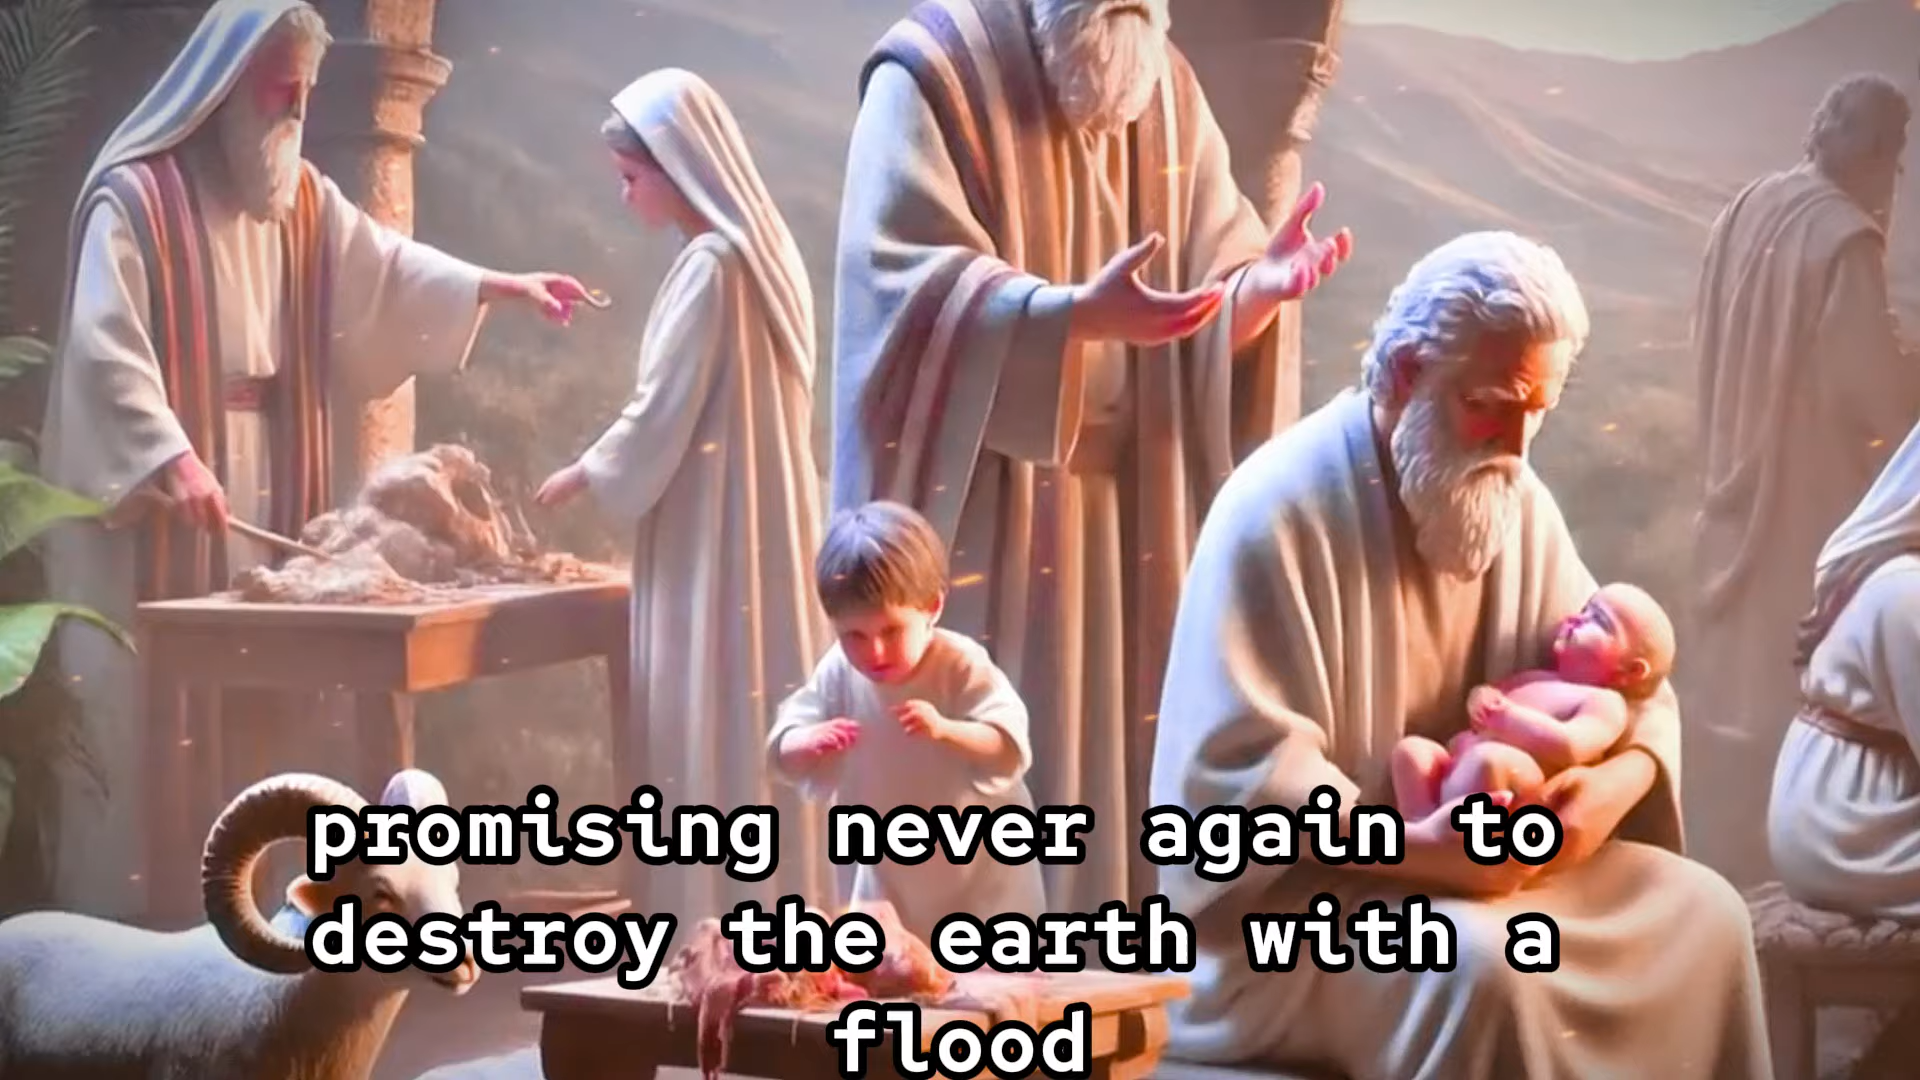 promising never again to
destroy the earth with a
flood